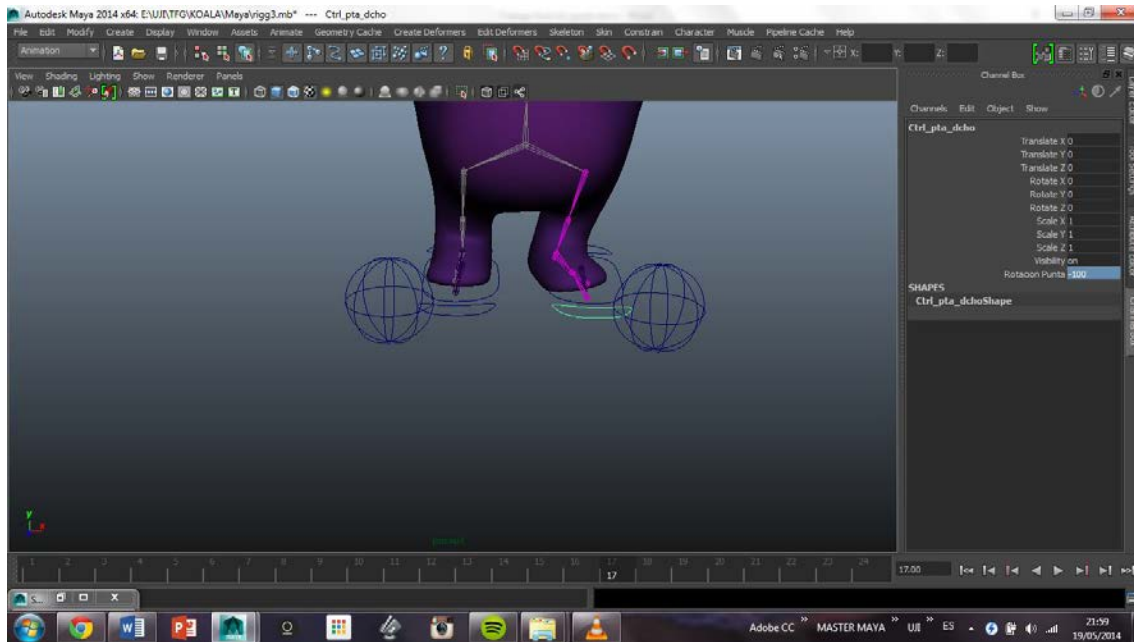 Autodesk Maya 2014 x64: E:\UJI\TFG\KOALA\Maya\rigg3.mb* --- Ctrl_pta_dcho
File Edit Modify Create Display Window Assets Animate Geometry Cache Create Deformers Edit Deformers Skeleton Skin Constrain Character Muscle Pipeline Cache Help
Animation X: Y: Z:
View Shading Lighting Show Renderer Panels
Channel Box
Channels Edit Object Show
Ctrl_pta_dcho
Translate X 0
Translate Y 0
Translate Z 0
Rotate X 0
Rotate Y 0
Rotate Z 0
Scale X 1
Scale Y 1
Scale Z 1
Visibility on
Rotacion Punta -100
SHAPES
Ctrl_pta_dchoShape
y
x
persp1
1 2 3 4 5 6 7 8 9 10 11 12 13 14 15 16 17 18 19 20 21 22 23 24
17
17.00
S...
Adobe CC MASTER MAYA UJI ES 21:59
19/05/2014